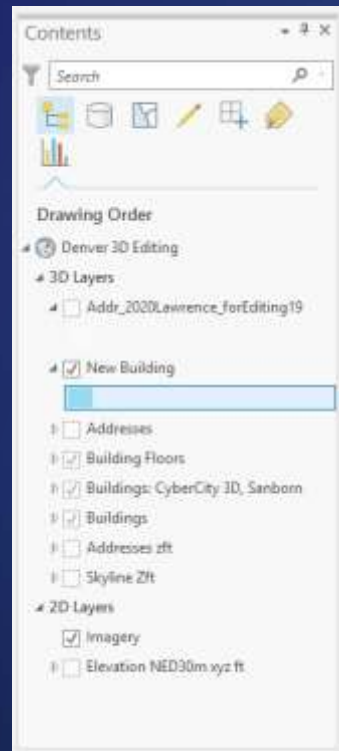 Contents
Search
Drawing Order
Denver 3D Editing
3D Layers
Addr_2020Lawrence_forEditing19
New Building
Addresses
Building Floors
Buildings: CyberCity 3D, Sanborn
Buildings
Addresses zft
Skyline Zft
2D Layers
Imagery
Elevation NED30m xyz ft